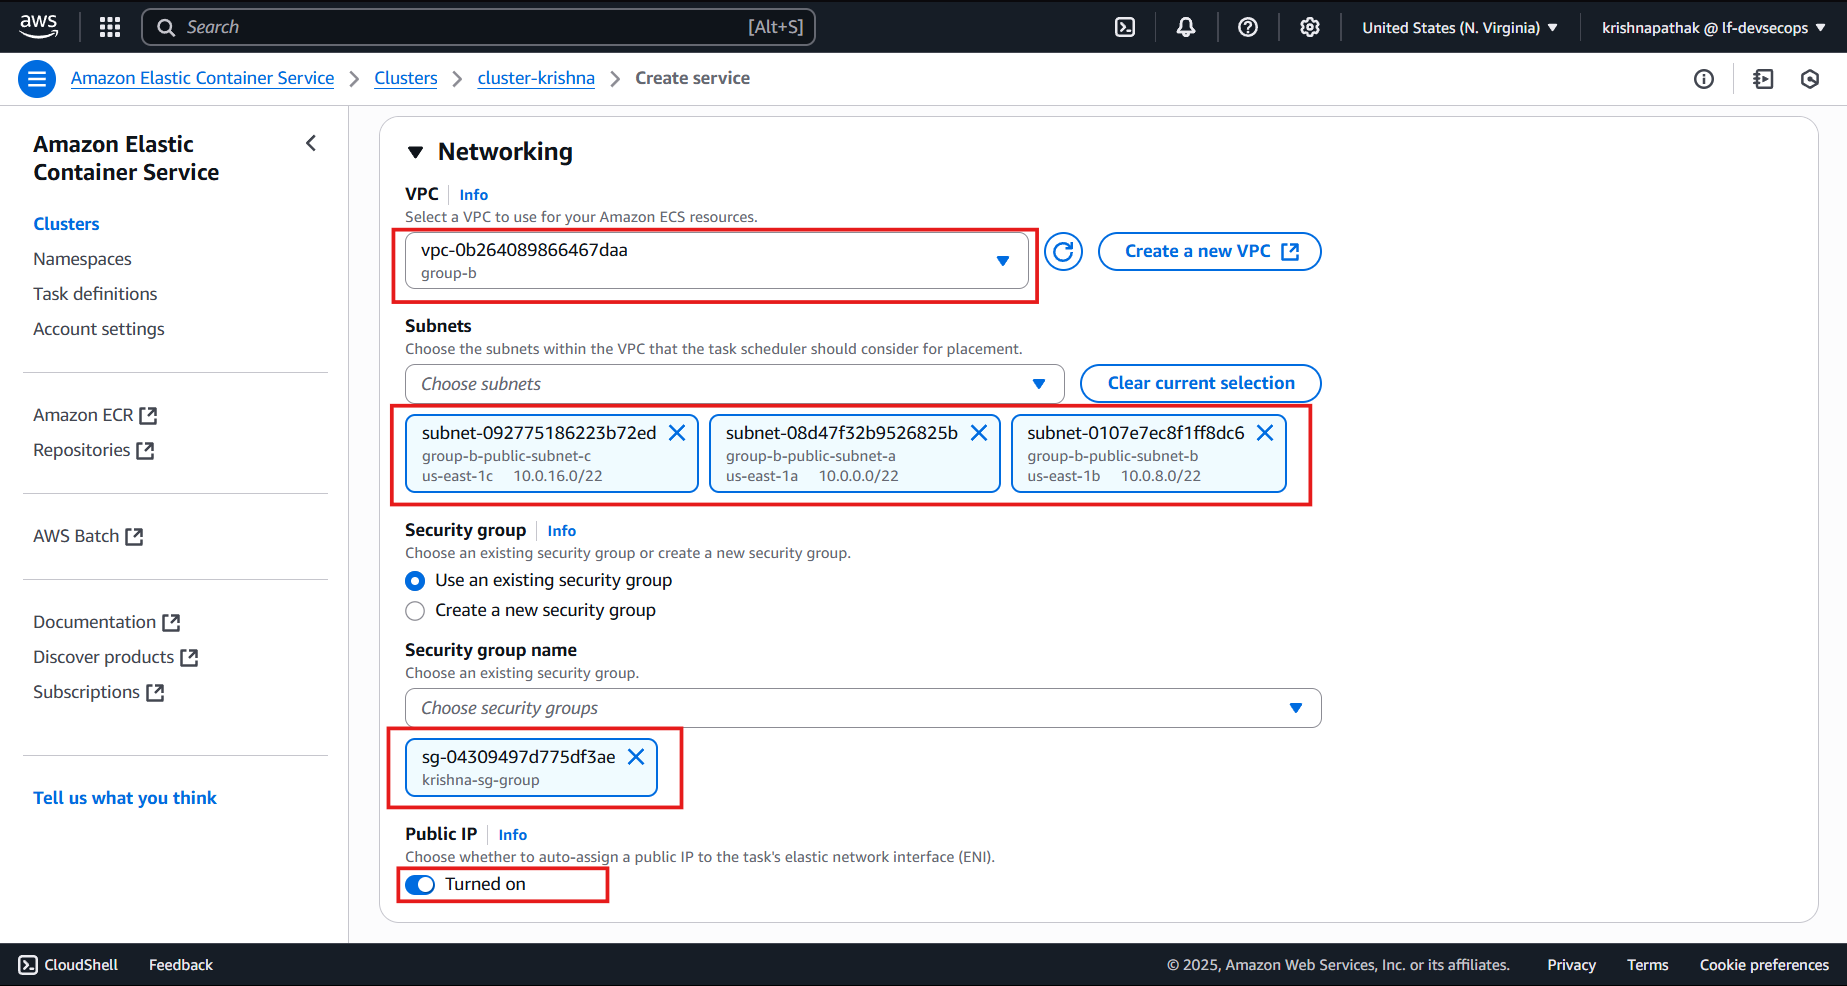 aws
Search [Alt+S]
United States (N. Virginia)
krishnapathak @ lf-devsecops
Amazon Elastic Container Service
Clusters
cluster-krishna
Create service
Amazon Elastic
Container Service
Clusters
Namespaces
Task definitions
Account settings
Amazon ECR
Repositories
AWS Batch
Documentation
Discover products
Subscriptions
Tell us what you think
Networking
VPC Info
Select a VPC to use for your Amazon ECS resources.
vpc-0b264089866467daa
group-b
Create a new VPC
Subnets
Choose the subnets within the VPC that the task scheduler should consider for placement.
Choose subnets
Clear current selection
subnet-092775186223b72ed
group-b-public-subnet-c
us-east-1c 10.0.16.0/22
subnet-08d47f32b9526825b
group-b-public-subnet-a
us-east-1a 10.0.0.0/22
subnet-0107e7ec8f1ff8dc6
group-b-public-subnet-b
us-east-1b 10.0.8.0/22
Security group Info
Choose an existing security group or create a new security group.
Use an existing security group
Create a new security group
Security group name
Choose an existing security group.
Choose security groups
sg-04309497d775df3ae
krishna-sg-group
Public IP Info
Choose whether to auto-assign a public IP to the task's elastic network interface (ENI).
Turned on
CloudShell
Feedback
© 2025, Amazon Web Services, Inc. or its affiliates.
Privacy
Terms
Cookie preferences